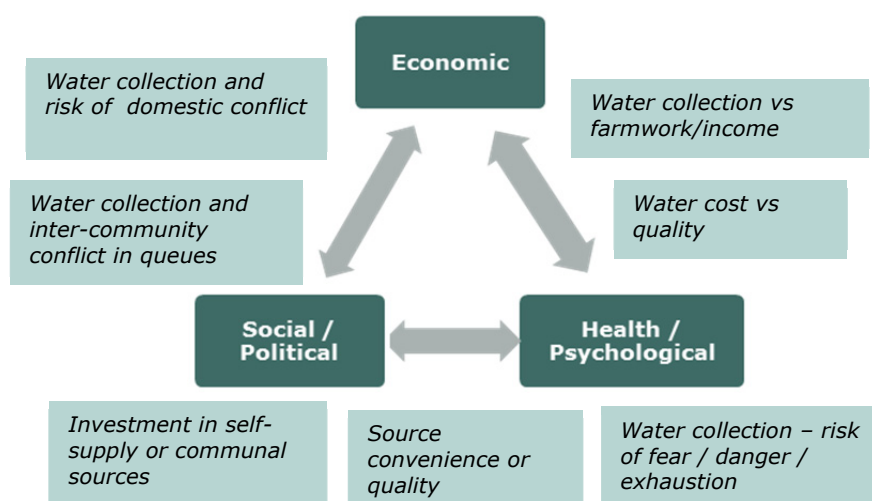 Economic
Water collection and
risk of domestic conflict
Water collection vs
farmwork/income
Water collection and
inter-community
conflict in queues
Water cost vs
quality
Social /
Political
Health /
Psychological
Investment in self-
supply or communal
sources
Source
convenience or
quality
Water collection – risk
of fear / danger /
exhaustion